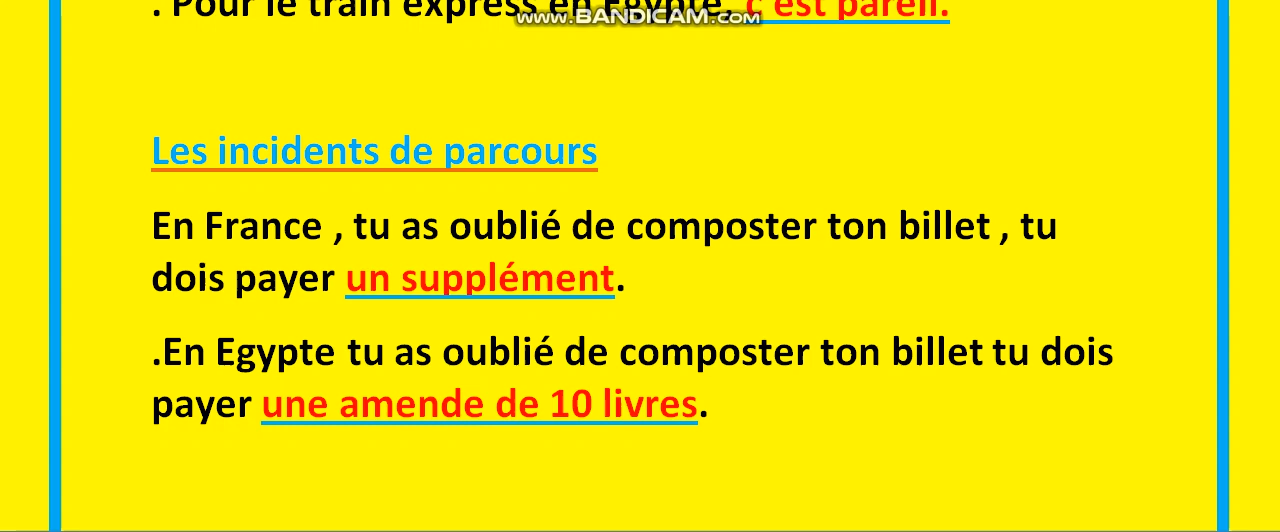 . Pour le train express en Egypte, c'est pareil.
www.BANDICAM.com
Les incidents de parcours
En France , tu as oublié de composter ton billet , tu
dois payer un supplément.
.En Egypte tu as oublié de composter ton billet tu dois
payer une amende de 10 livres.